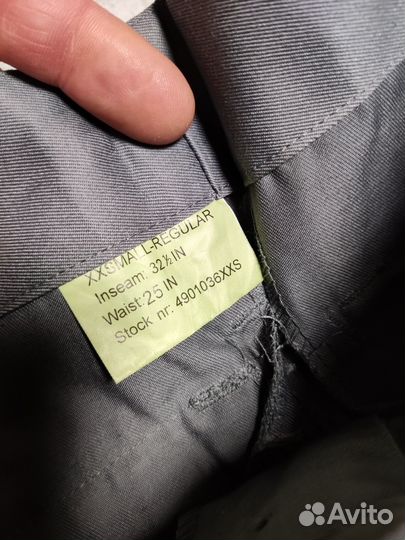 XXSMALL-REGULAR
Inseam: 32½ IN
Waist: 25 IN
Stock nr: 4901036XXS
Avito